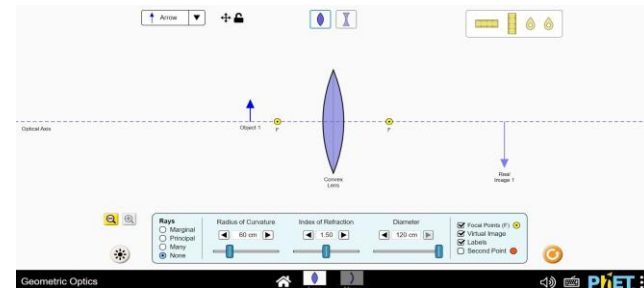 Arrow
Optical Axis
Object 1
F
F
Convex
Lens
Real
Image 1
Rays
Marginal
Principal
Many
None
Radius of Curvature
60 cm
Index of Refraction
1.50
Diameter
120 cm
Focal Points (F)
Virtual Image
Labels
Second Point
Geometric Optics
PhET